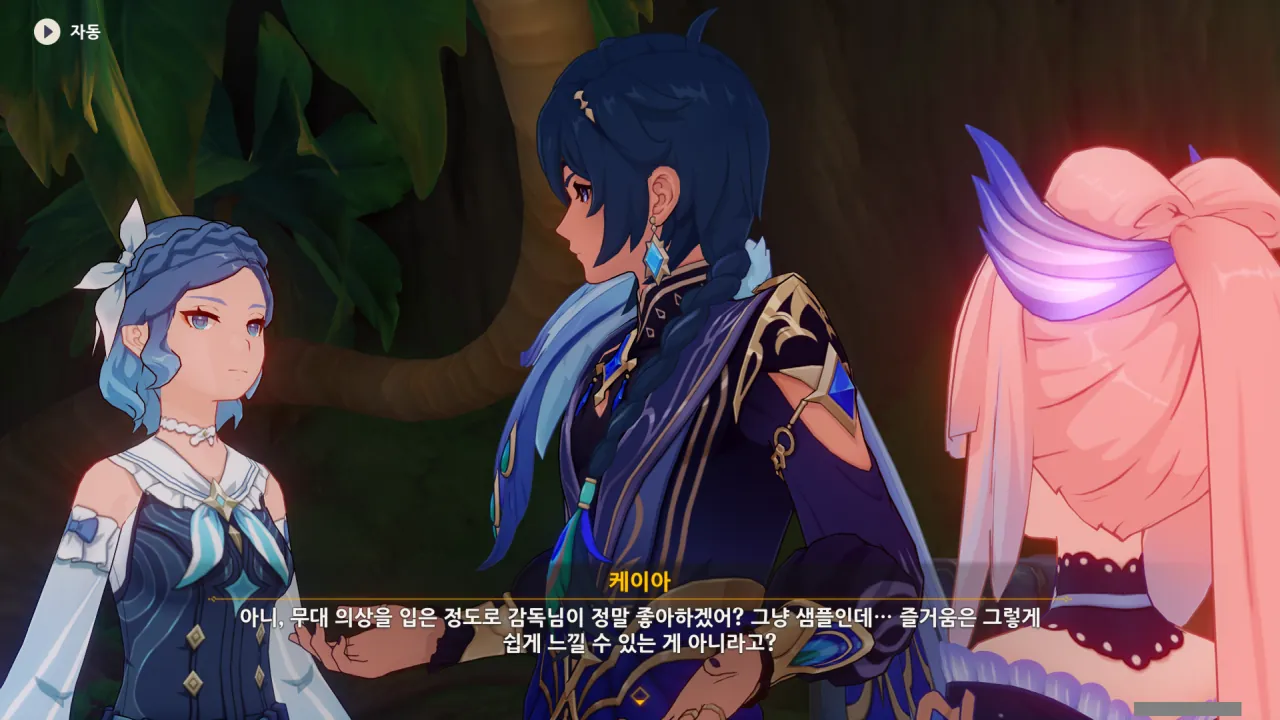 자동
케이아
아니, 무대 의상을 입은 정도로 감독님이 정말 좋아하겠어? 그냥 샘플인데… 즐거움은 그렇게
쉽게 느낄 수 있는 게 아니라고?